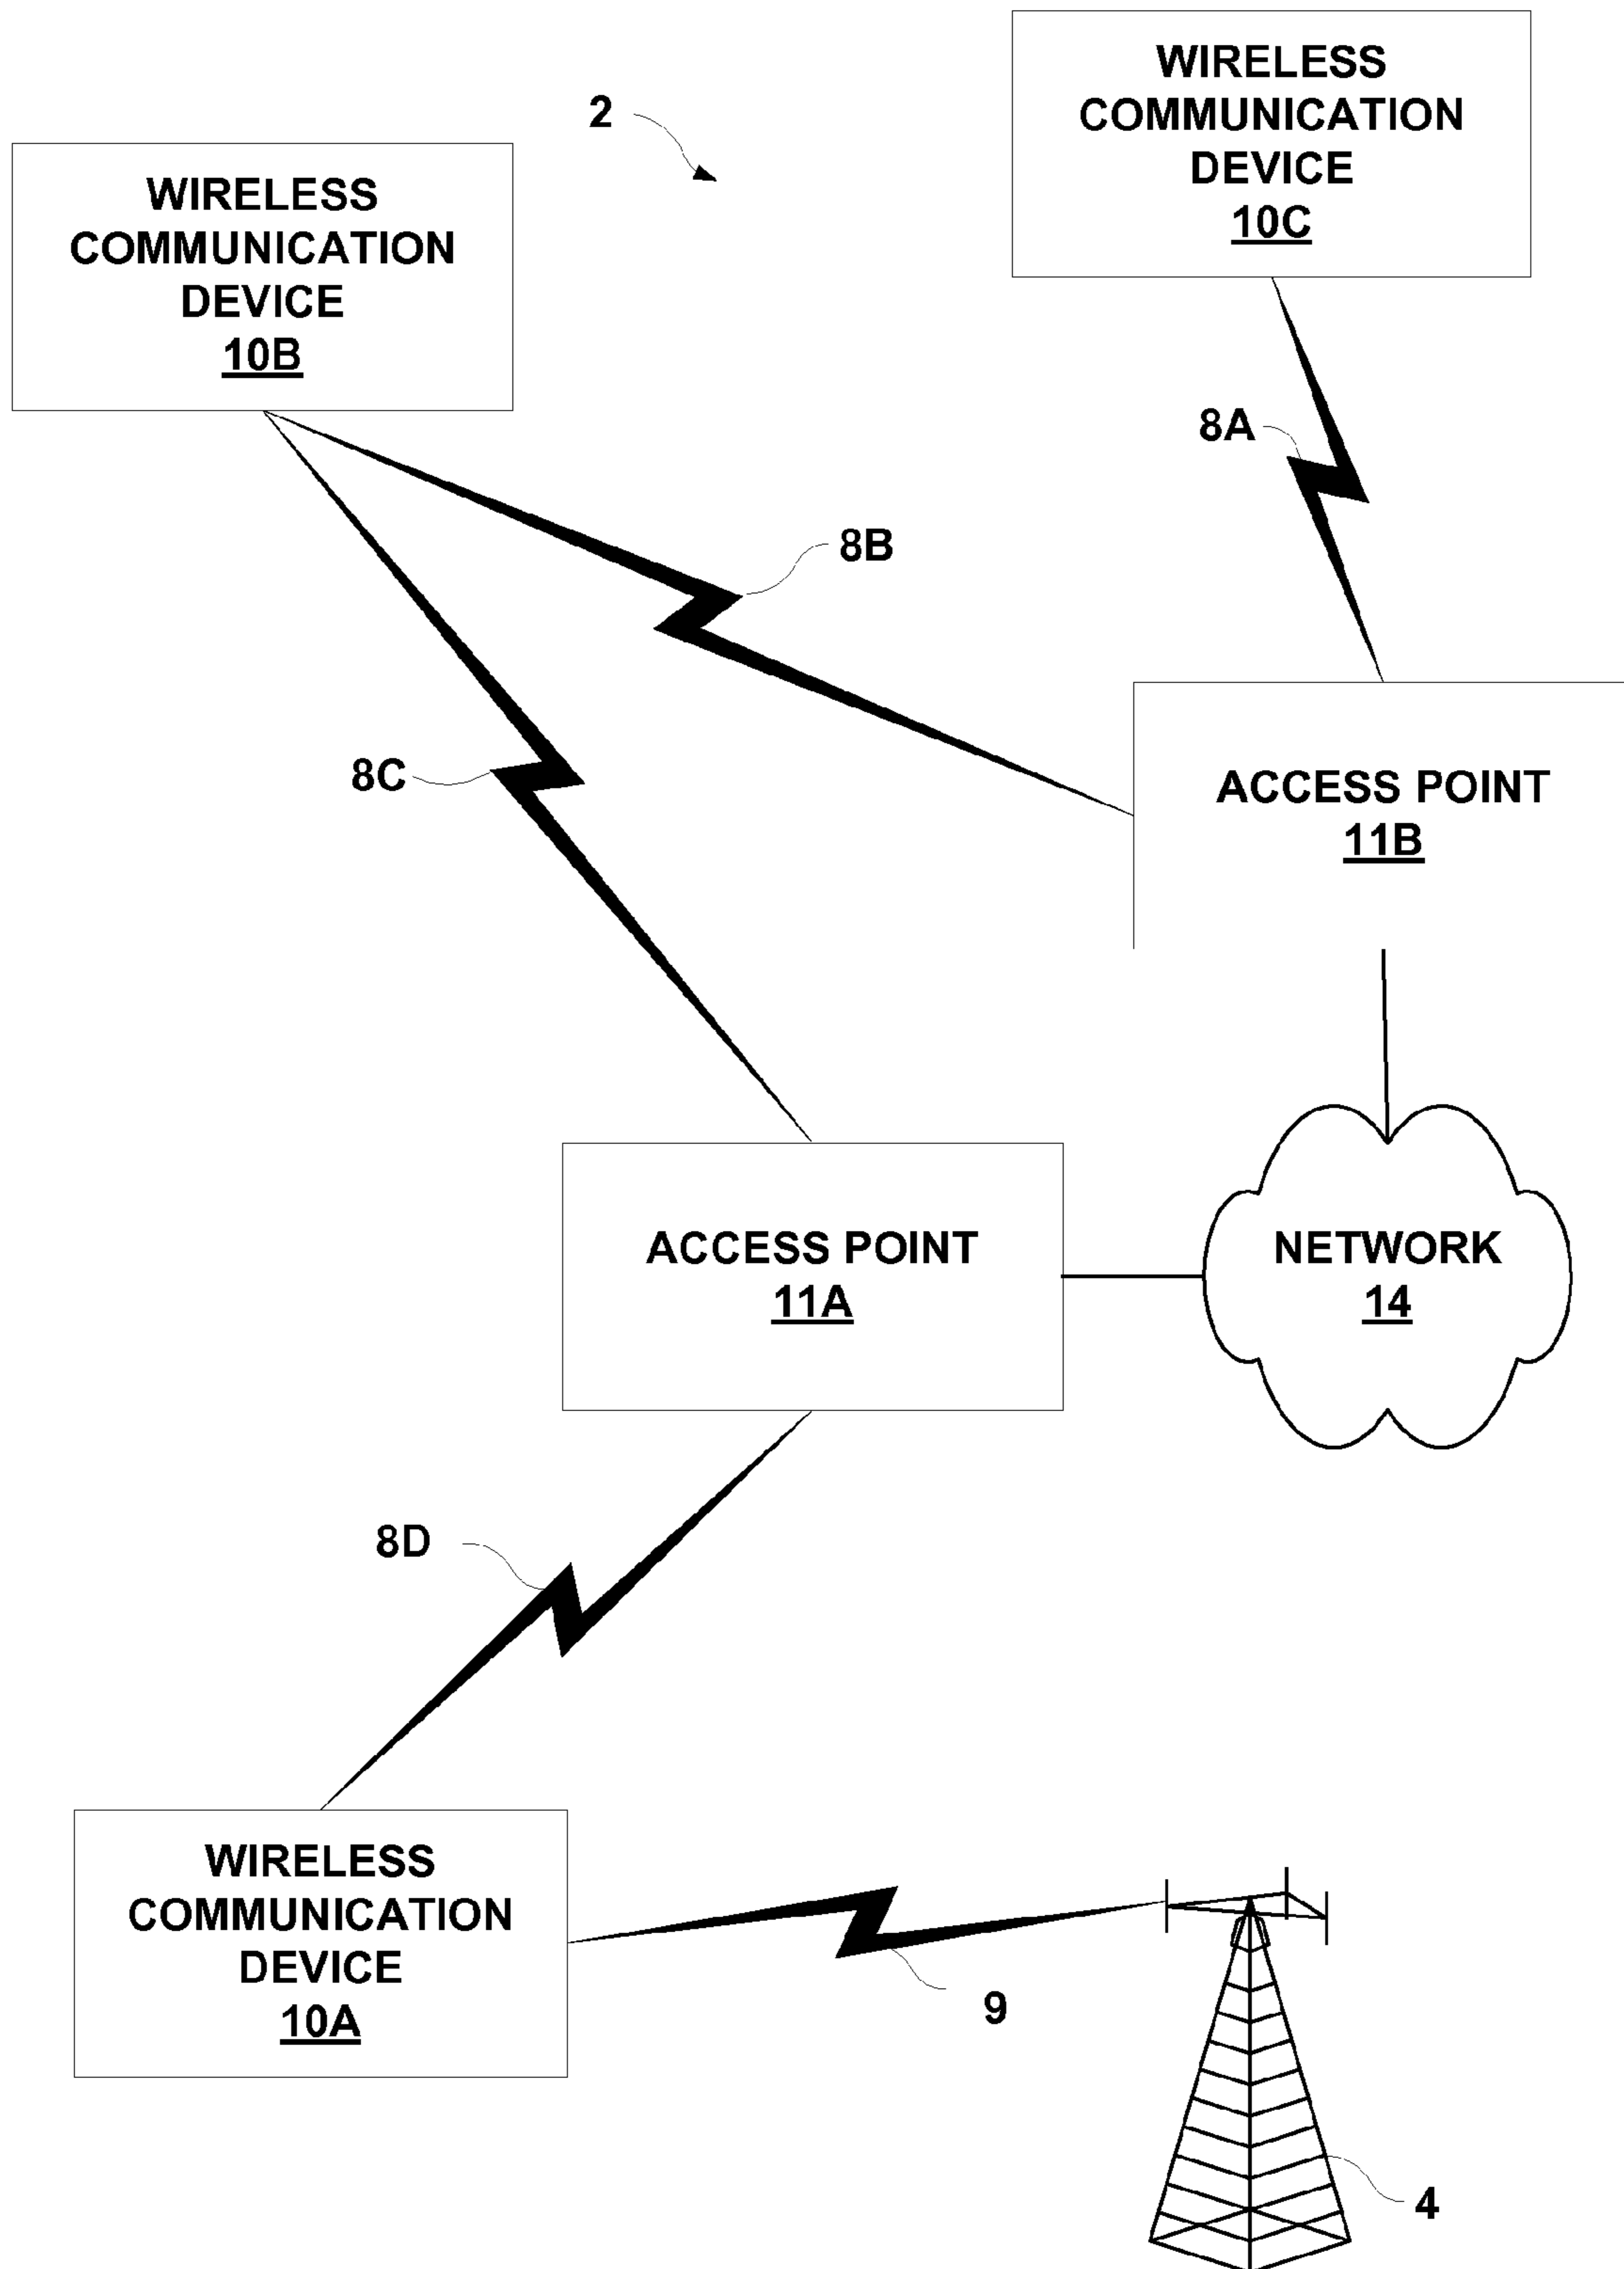 WIRELESS
COMMUNICATION
DEVICE
10C
2
WIRELESS
COMMUNICATION
DEVICE
10B
8A
8B
8C
ACCESS POINT
11B
ACCESS POINT
11A
NETWORK
14
8D
WIRELESS
COMMUNICATION
DEVICE
10A
9
4